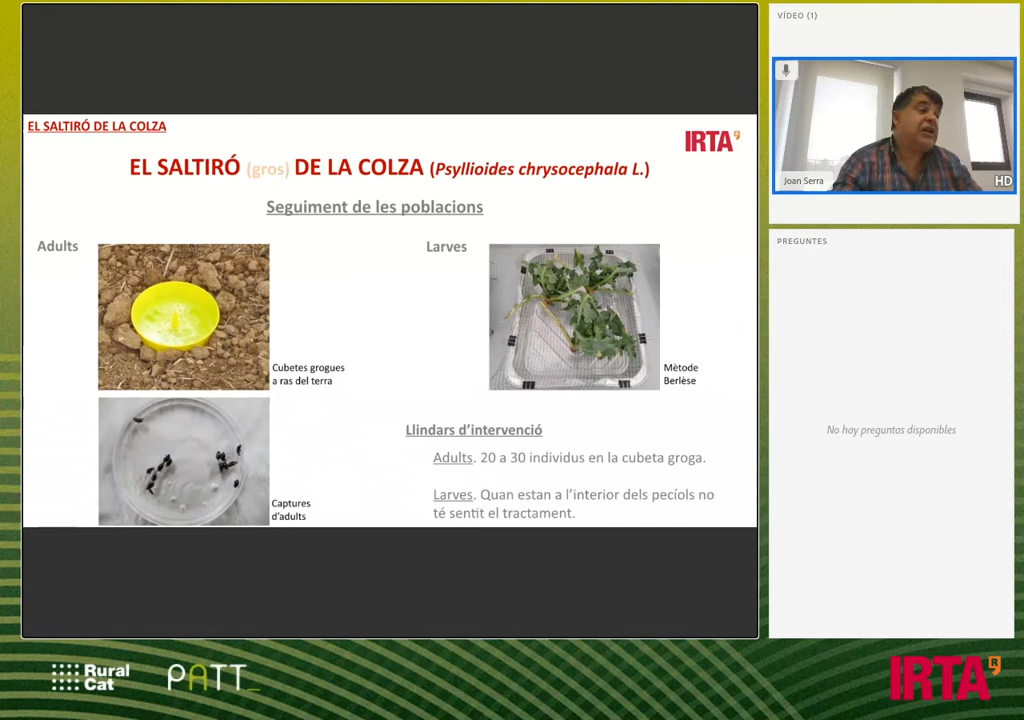 EL SALTIRÓ DE LA COLZA
IRTA
EL SALTIRÓ (gros) DE LA COLZA (Psyllioides chrysocephala L.)
Seguiment de les poblacions
Adults
Cubetes grogues
a ras del terra
Captures
d'adults
Larves
Mètode
Berlèse
Llindars d'intervenció
Adults. 20 a 30 individus en la cubeta groga.
Larves. Quan estan a l'interior dels pecíols no
té sentit el tractament.
VÍDEO (1)
Joan Serra
HD
PREGUNTES
No hay preguntas disponibles
Rural
Cat
PATT_
IRTA